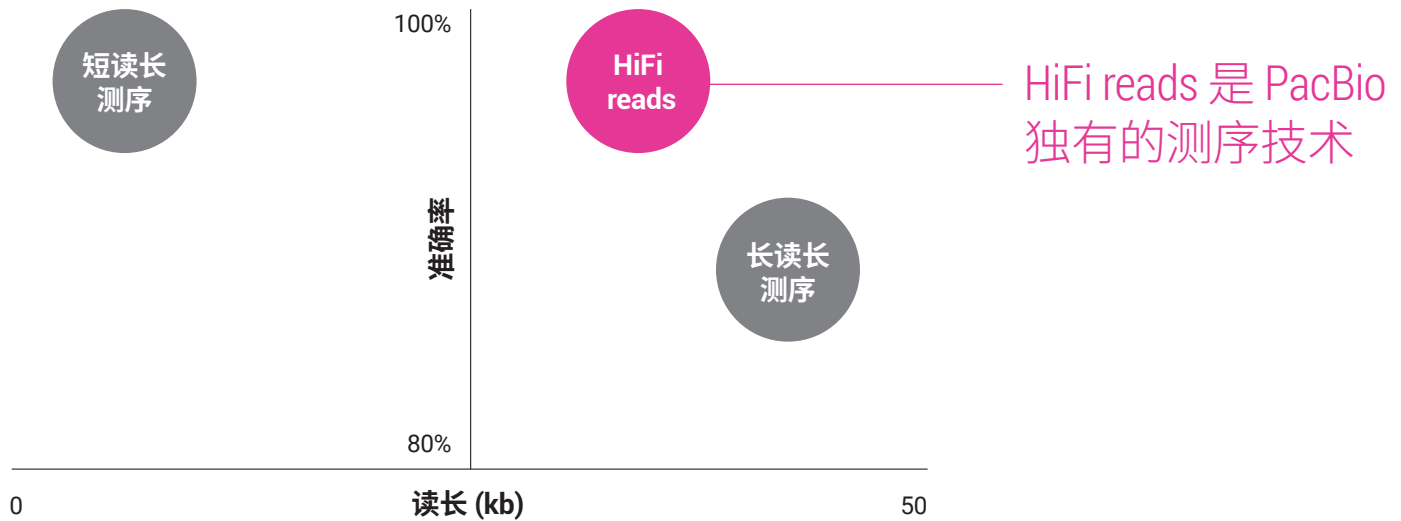 100%
短读长
测序
HiFi
reads
HiFi reads 是 PacBio
独有的测序技术
准确率
长读长
测序
80%
0
读长 (kb)
50